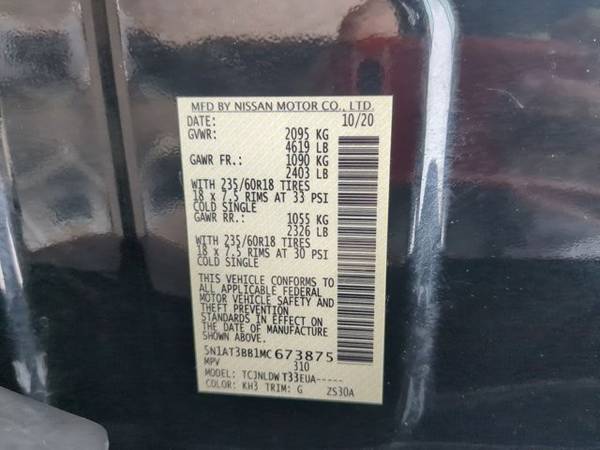 MFD BY NISSAN MOTOR CO., LTD.
DATE: 10/20
GVWR: 2095 KG
4619 LB
GAWR FR.: 1090 KG
2403 LB
WITH 235/60R18 TIRES
18 x 7.5 RIMS AT 33 PSI
COLD SINGLE
GAWR RR.: 1055 KG
2326 LB
WITH 235/60R18 TIRES
18 x 7.5 RIMS AT 30 PSI
COLD SINGLE
THIS VEHICLE CONFORMS TO
ALL APPLICABLE FEDERAL
MOTOR VEHICLE SAFETY AND
THEFT PREVENTION
STANDARDS IN EFFECT ON
THE DATE OF MANUFACTURE
SHOWN ABOVE.
5N1AT3BB1MC673875
MPV 310
MODEL: TCJNLDWT33EUA-----
COLOR: KH3 TRIM: G ZS30A